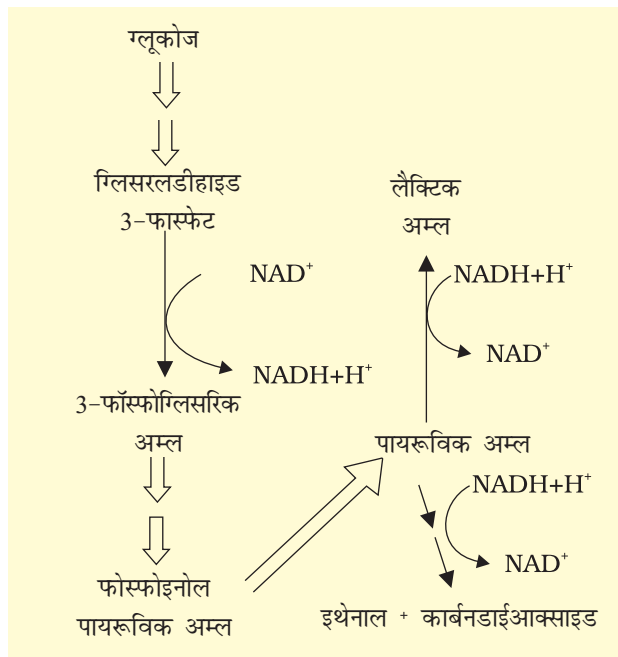 ग्लूकोज
ग्लिसरलडीहाइड
3-फास्फेट
NAD⁺
NADH+H⁺
3-फॉस्फोग्लिसरिक
अम्ल
फोस्फोइनोल
पायरूविक अम्ल
लैक्टिक
अम्ल
NADH+H⁺
NAD⁺
पायरूविक अम्ल
NADH+H⁺
NAD⁺
इथेनाल + कार्बनडाईआक्साइड